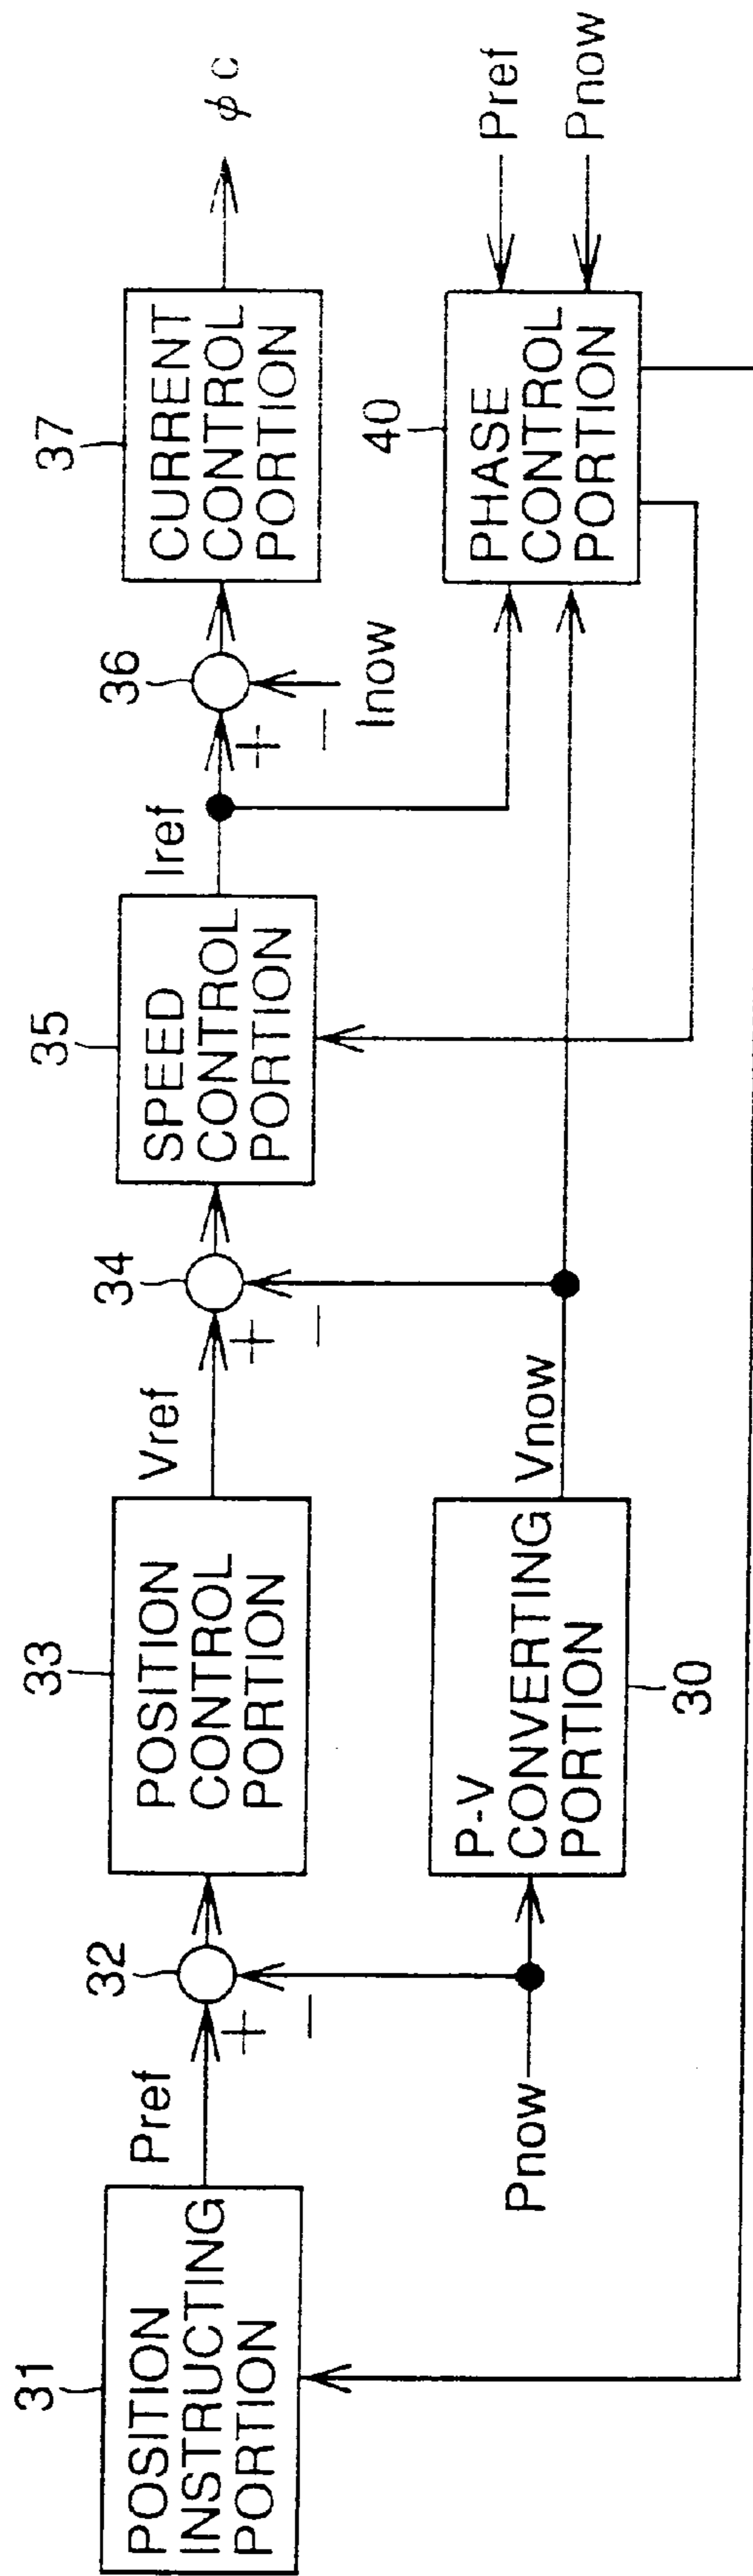 31
POSITION
INSTRUCTING
PORTION
Pref
+
−
32
33
POSITION
CONTROL
PORTION
Vref
+
−
34
35
SPEED
CONTROL
PORTION
Iref
+
−
Inow
36
37
CURRENT
CONTROL
PORTION
φc
Pnow
P-V
CONVERTING
PORTION
30
Vnow
40
PHASE
CONTROL
PORTION
Pref
Pnow